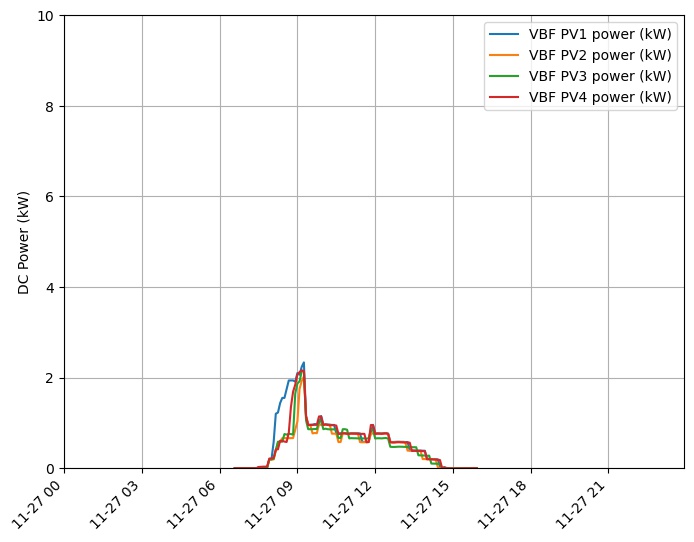 10
8
6
4
2
0
DC Power (kW)
VBF PV1 power (kW)
VBF PV2 power (kW)
VBF PV3 power (kW)
VBF PV4 power (kW)
11-27 00
11-27 03
11-27 06
11-27 09
11-27 12
11-27 15
11-27 18
11-27 21